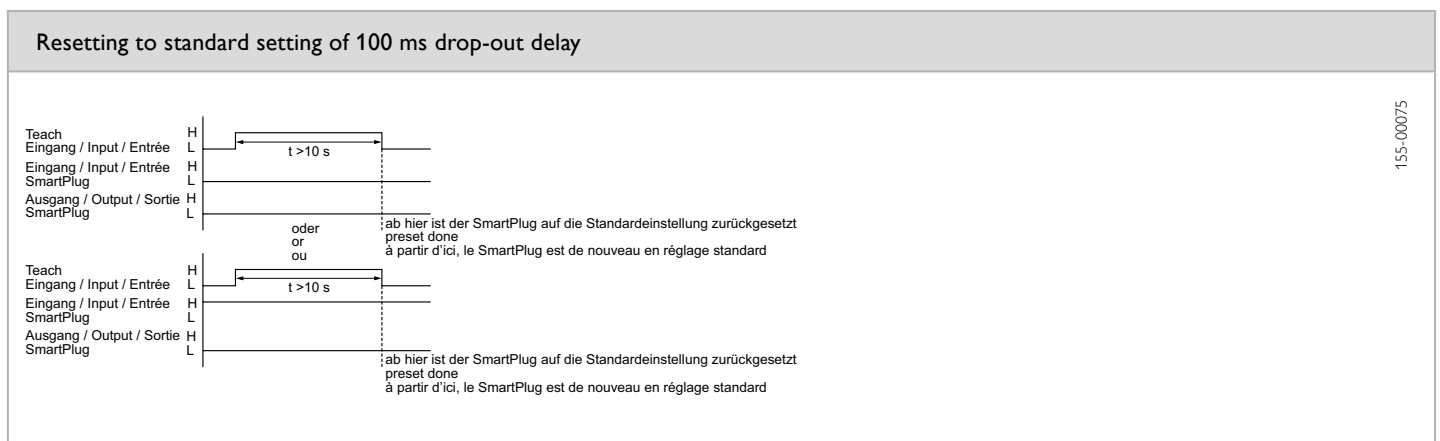 Resetting to standard setting of 100 ms drop-out delay
155-00075
Teach H
Eingang / Input / Entrée L
t >10 s
Eingang / Input / Entrée H
SmartPlug L
Ausgang / Output / Sortie H
SmartPlug L
oder
or
ou
ab hier ist der SmartPlug auf die Standardeinstellung zurückgesetzt
preset done
à partir d'ici, le SmartPlug est de nouveau en réglage standard
Teach H
Eingang / Input / Entrée L
t >10 s
Eingang / Input / Entrée H
SmartPlug L
Ausgang / Output / Sortie H
SmartPlug L
ab hier ist der SmartPlug auf die Standardeinstellung zurückgesetzt
preset done
à partir d'ici, le SmartPlug est de nouveau en réglage standard